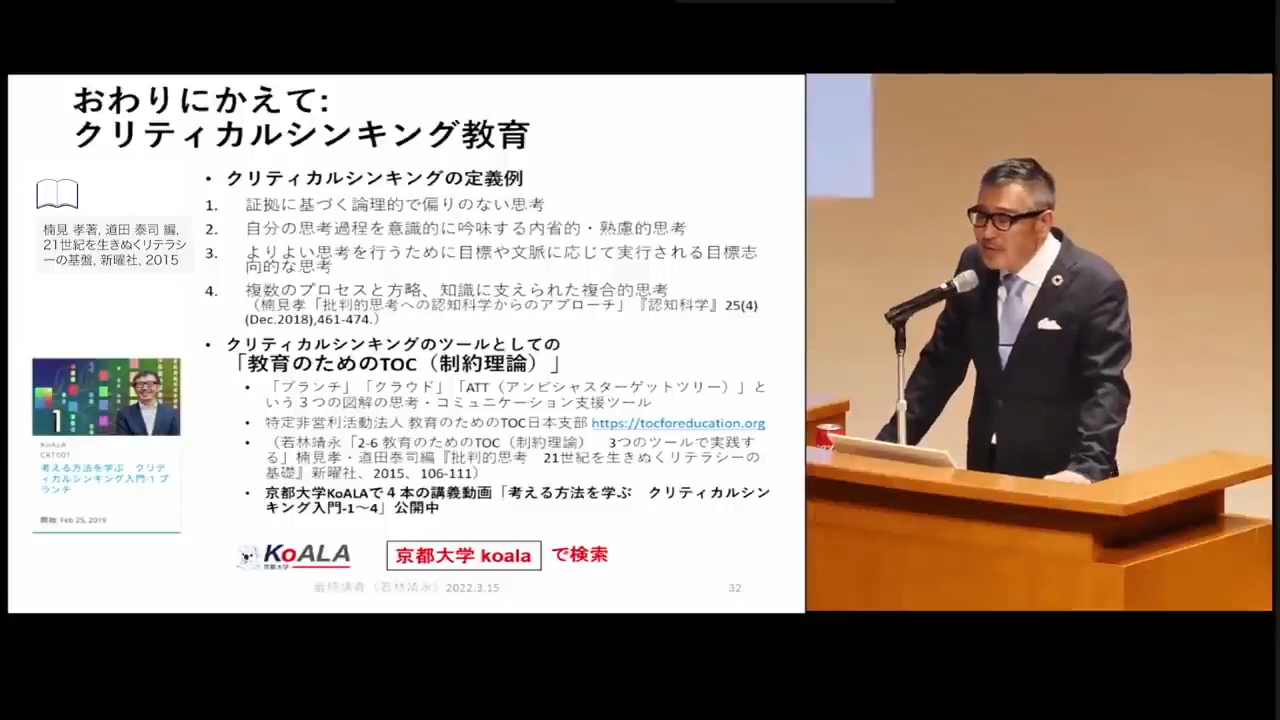 おわりにかえて:
クリティカルシンキング教育
楠見 孝著, 道田 泰司 編,
21世紀を生きぬくリテラシ
ーの基盤, 新曜社, 2015
• クリティカルシンキングの定義例
1. 証拠に基づく論理的で偏りのない思考
2. 自分の思考過程を意識的に吟味する内省的・熟慮的思考
3. よりよい思考を行うために目標や文脈に応じて実行される目標志
向的な思考
4. 複数のプロセスと方略、知識に支えられた複合的思考
（楠見孝「批判的思考への認知科学からのアプローチ」『認知科学』25(4)
(Dec.2018),461-474.）
• クリティカルシンキングのツールとしての
「教育のためのTOC（制約理論）」
• 「ブランチ」「クラウド」「ATT（アンビシャスターゲットツリー）」と
いう３つの図解の思考・コミュニケーション支援ツール
• 特定非営利活動法人 教育のためのTOC日本支部 https://tocforeducation.org
• （若林靖永「2-6 教育のためのTOC（制約理論） 3つのツールで実践す
る」楠見孝・道田泰司編『批判的思考 21世紀を生きぬくリテラシーの
基礎』新曜社、2015、106-111）
• 京都大学KoALAで４本の講義動画「考える方法を学ぶ クリティカルシン
キング入門-1～4」公開中
1
KoALA
CRT001
考える方法を学ぶ クリテ
ィカルシンキング入門-1 ブ
ランチ
開始: Feb 25, 2019
KoALA
京都大学
京都大学 koala で検索
最終講義（若林靖永）2022.3.15
32